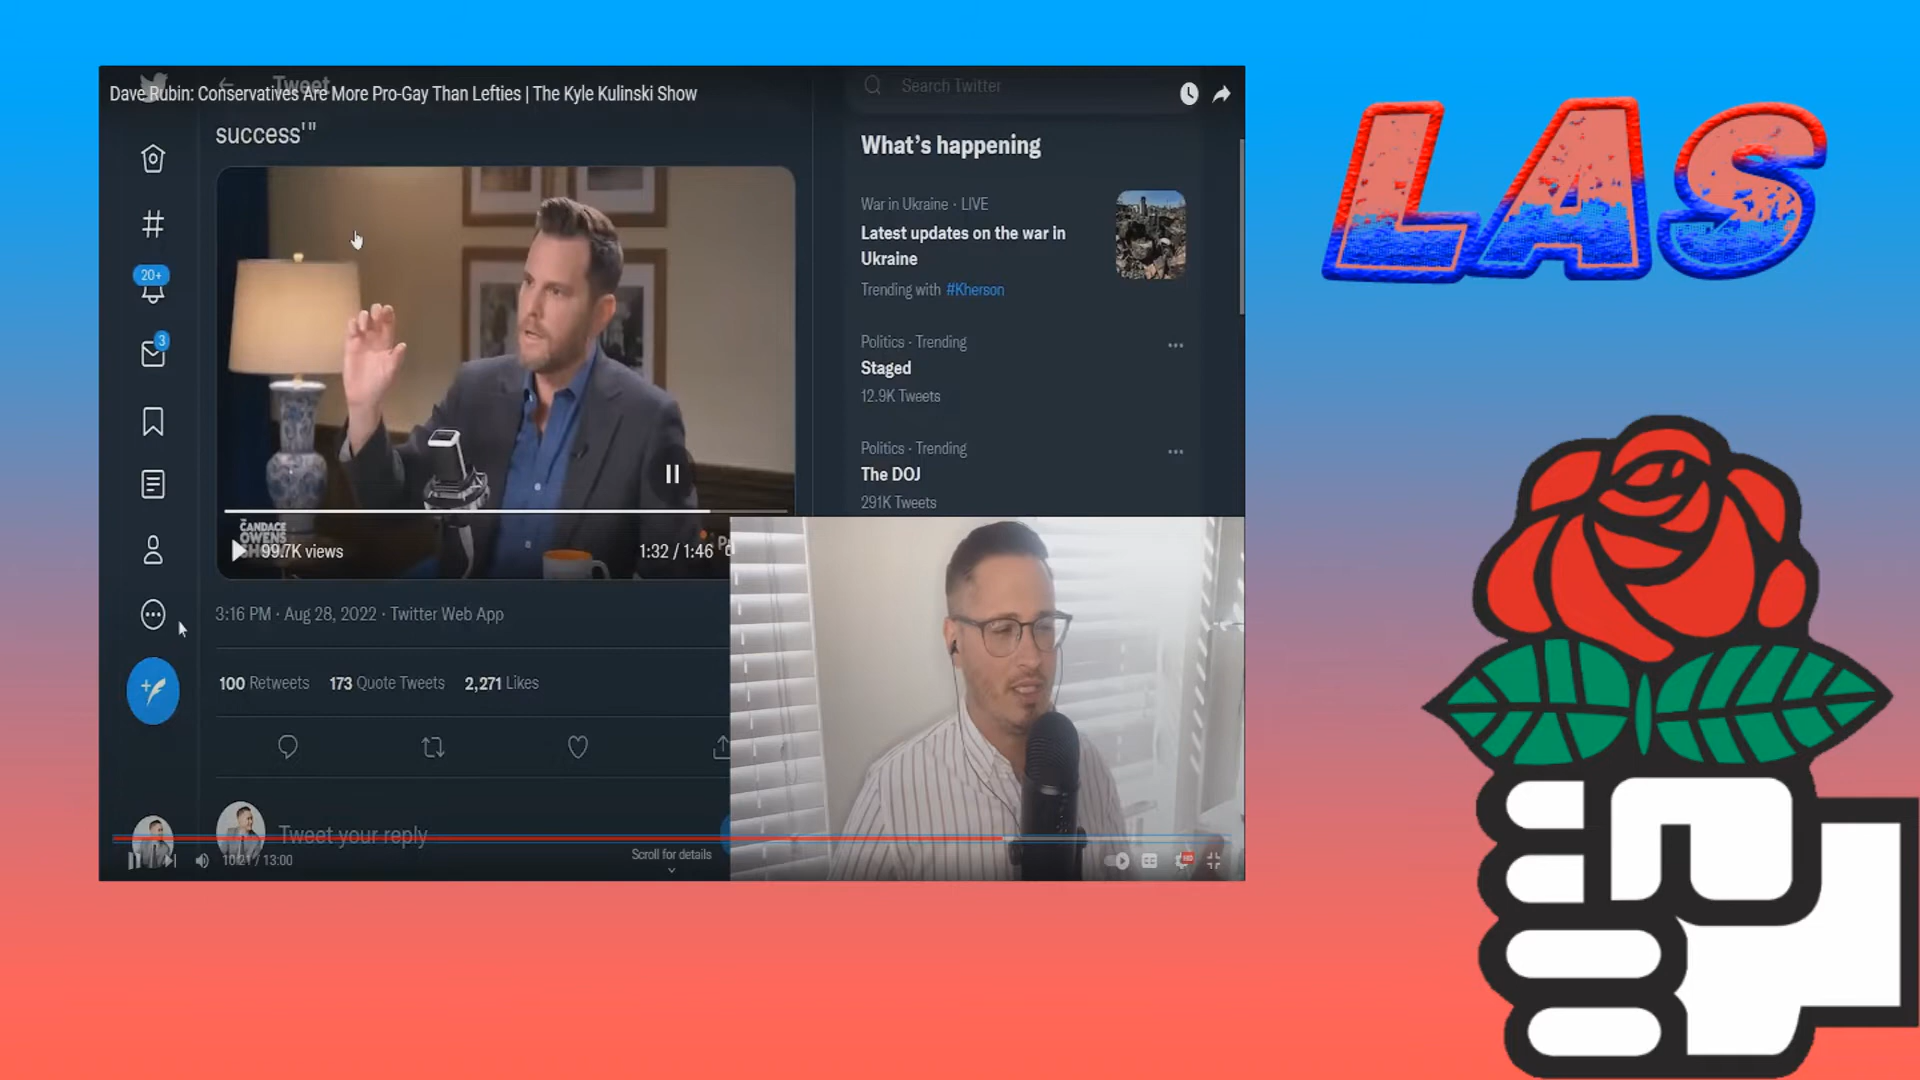 Tweet
Search Twitter
Dave Rubin: Conservatives Are More Pro-Gay Than Lefties | The Kyle Kulinski Show
success'"
What's happening
War in Ukraine · LIVE
Latest updates on the war in
Ukraine
Trending with #Kherson
20+
3
Politics · Trending
Staged
12.9K Tweets
Politics · Trending
The DOJ
291K Tweets
CANDACE
OWENS
99.7K views
1:32 / 1:46
3:16 PM · Aug 28, 2022 · Twitter Web App
100 Retweets 173 Quote Tweets 2,271 Likes
Tweet your reply
10:21 / 13:00
Scroll for details
CC
HD
LAS